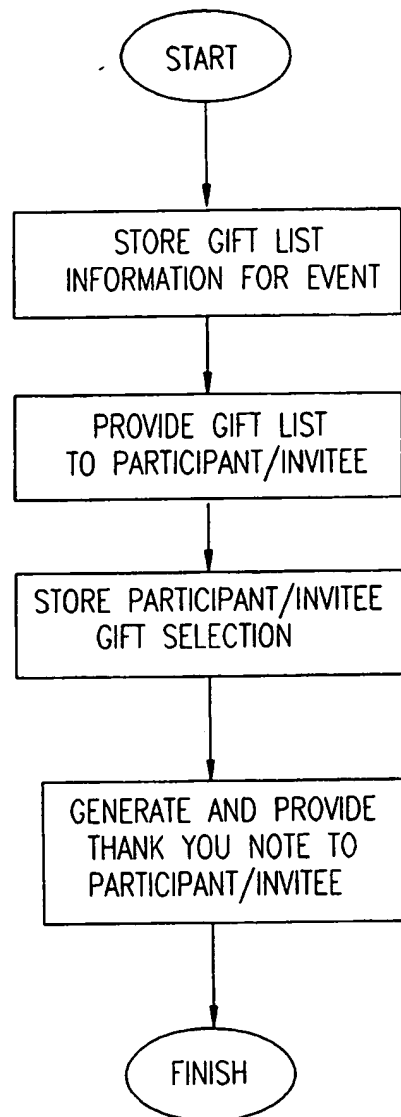 START
STORE GIFT LIST
INFORMATION FOR EVENT
PROVIDE GIFT LIST
TO PARTICIPANT/INVITEE
STORE PARTICIPANT/INVITEE
GIFT SELECTION
GENERATE AND PROVIDE
THANK YOU NOTE TO
PARTICIPANT/INVITEE
FINISH